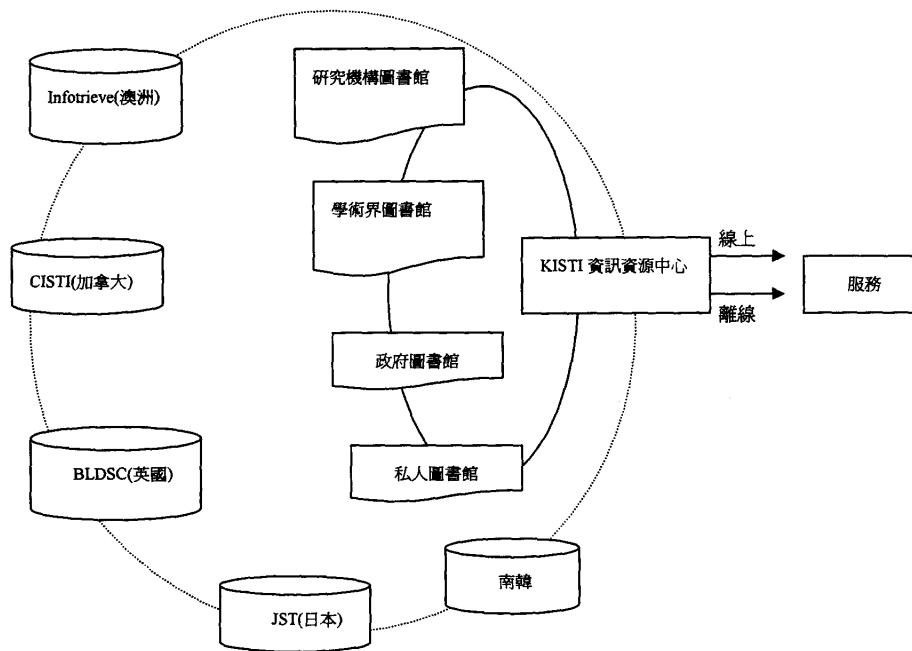 Infotrieve(澳洲)
研究機構圖書館
學術界圖書館
CISTI(加拿大)
KISTI 資訊資源中心
線上
離線
服務
政府圖書館
BLDSC(英國)
私人圖書館
南韓
JST(日本)